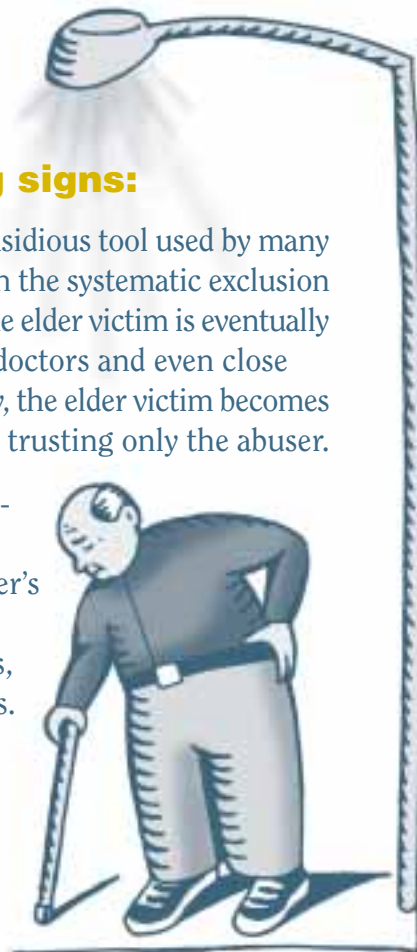 signs:
sidious tool used by many
the systematic exclusion
e elder victim is eventually
doctors and even close
, the elder victim becomes
trusting only the abuser.
-
er’s
s,
s.